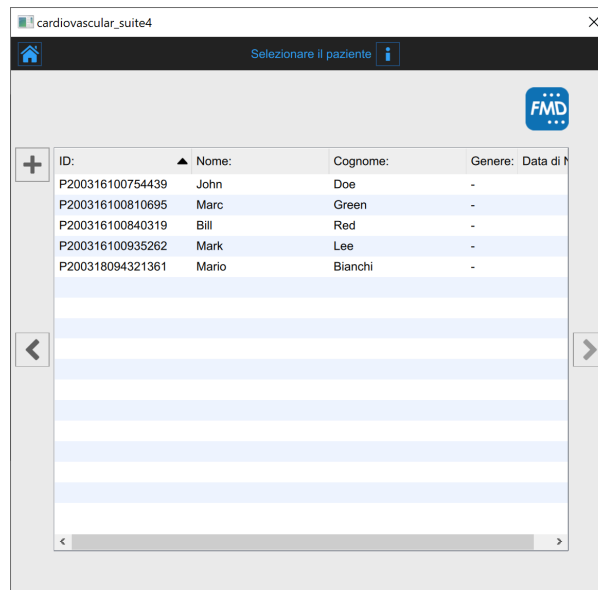 cardiovascular_suite4
Selezionare il paziente
FMD
ID: Nome: Cognome: Genere: Data di N
P200316100754439 John Doe -
P200316100810695 Marc Green -
P200316100840319 Bill Red -
P200316100935262 Mark Lee -
P200318094321361 Mario Bianchi -